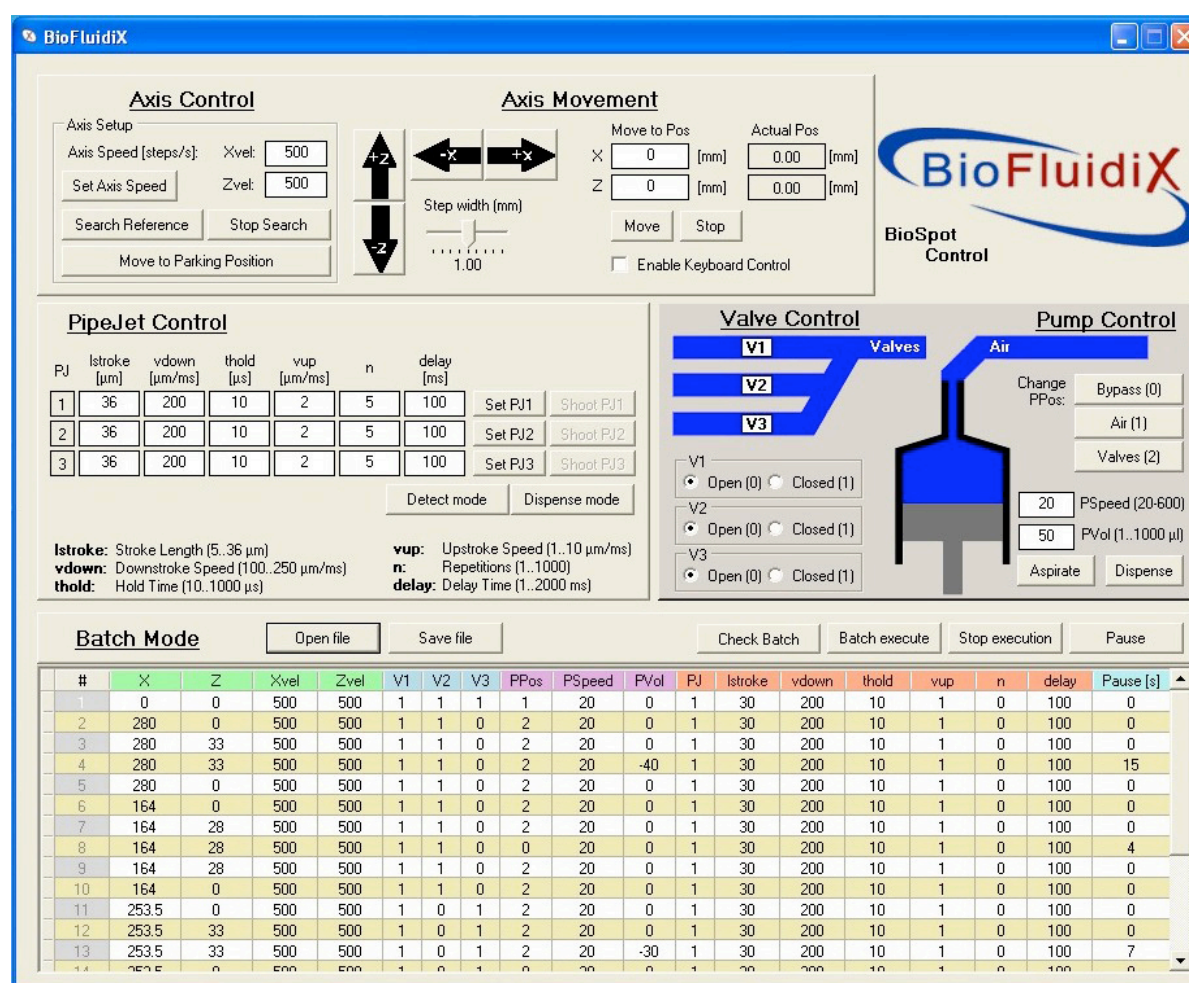 BioFluidiX
Axis Control
Axis Setup
Axis Speed [steps/s]: Xvel: 500
Set Axis Speed Zvel: 500
Search Reference Stop Search
Move to Parking Position
Axis Movement
+Z -X +X
-Z
Step width (mm)
1.00
Move to Pos Actual Pos
X 0 [mm] 0.00 [mm]
Z 0 [mm] 0.00 [mm]
Move Stop
Enable Keyboard Control
BioFluidiX
BioSpot
Control
PipeJet Control
PJ lstroke [µm] vdown [µm/ms] thold [µs] vup [µm/ms] n delay [ms]
1 36 200 10 2 5 100 Set PJ1 Shoot PJ1
2 36 200 10 2 5 100 Set PJ2 Shoot PJ2
3 36 200 10 2 5 100 Set PJ3 Shoot PJ3
Detect mode Dispense mode
lstroke: Stroke Length (5..36 µm)
vdown: Downstroke Speed (100..250 µm/ms)
thold: Hold Time (10..1000 µs)
vup: Upstroke Speed (1..10 µm/ms)
n: Repetitions (1..1000)
delay: Delay Time (1..2000 ms)
Valve Control
V1 Valves
V2
V3
V1
Open (0) Closed (1)
V2
Open (0) Closed (1)
V3
Open (0) Closed (1)
Pump Control
Air
Change PPos: Bypass (0)
Air (1)
Valves (2)
20 PSpeed (20-600)
50 PVol (1..1000 µl)
Aspirate Dispense
Batch Mode Open file Save file Check Batch Batch execute Stop execution Pause
# X Z Xvel Zvel V1 V2 V3 PPos PSpeed PVol PJ lstroke vdown thold vup n delay Pause [s]
1 0 0 500 500 1 1 1 1 20 0 1 30 200 10 1 0 100 0
2 280 0 500 500 1 1 0 2 20 0 1 30 200 10 1 0 100 0
3 280 33 500 500 1 1 0 2 20 0 1 30 200 10 1 0 100 0
4 280 33 500 500 1 1 0 2 20 -40 1 30 200 10 1 0 100 15
5 280 0 500 500 1 1 0 2 20 0 1 30 200 10 1 0 100 0
6 164 0 500 500 1 1 0 2 20 0 1 30 200 10 1 0 100 0
7 164 28 500 500 1 1 0 2 20 0 1 30 200 10 1 0 100 0
8 164 28 500 500 1 1 0 0 20 0 1 30 200 10 1 0 100 4
9 164 28 500 500 1 1 0 2 20 0 1 30 200 10 1 0 100 0
10 164 0 500 500 1 1 0 2 20 0 1 30 200 10 1 0 100 0
11 253.5 0 500 500 1 0 1 2 20 0 1 30 200 10 1 0 100 0
12 253.5 33 500 500 1 0 1 2 20 0 1 30 200 10 1 0 100 0
13 253.5 33 500 500 1 0 1 2 20 -30 1 30 200 10 1 0 100 7